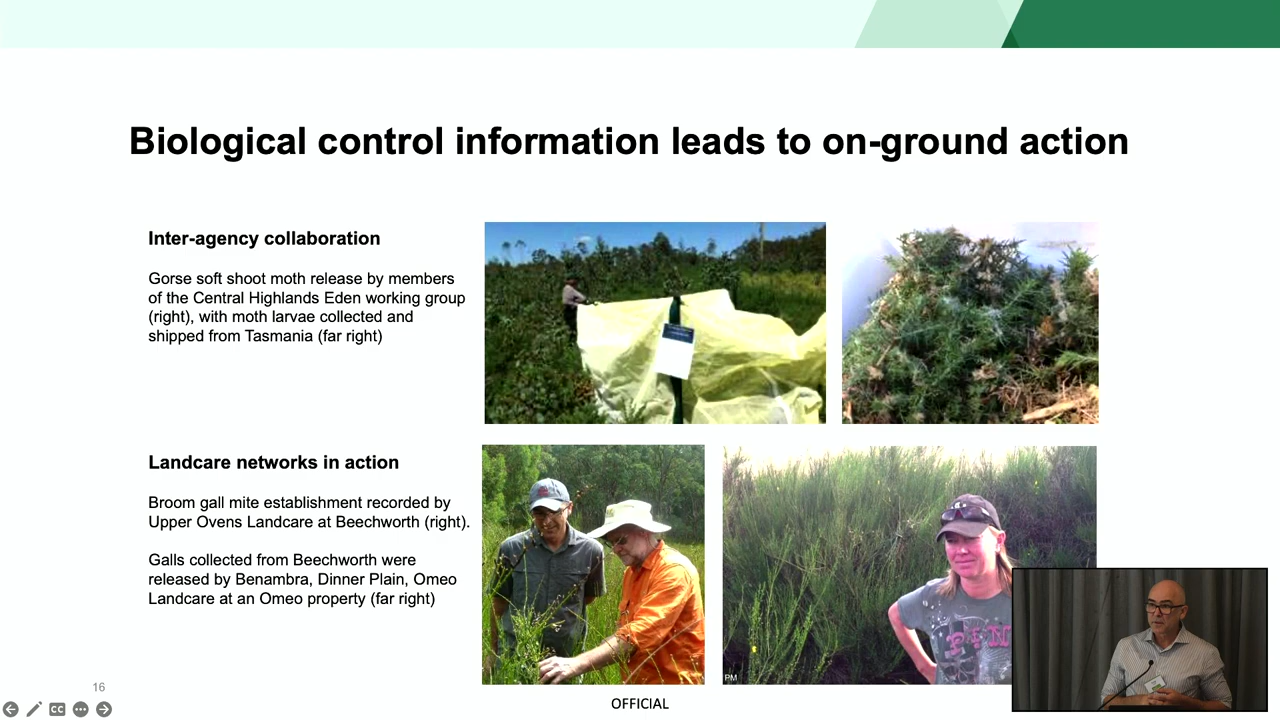 Biological control information leads to on-ground action
Inter-agency collaboration
Gorse soft shoot moth release by members
of the Central Highlands Eden working group
(right), with moth larvae collected and
shipped from Tasmania (far right)
Landcare networks in action
Broom gall mite establishment recorded by
Upper Ovens Landcare at Beechworth (right).
Galls collected from Beechworth were
released by Benambra, Dinner Plain, Omeo
Landcare at an Omeo property (far right)
PM
16
CC
OFFICIAL